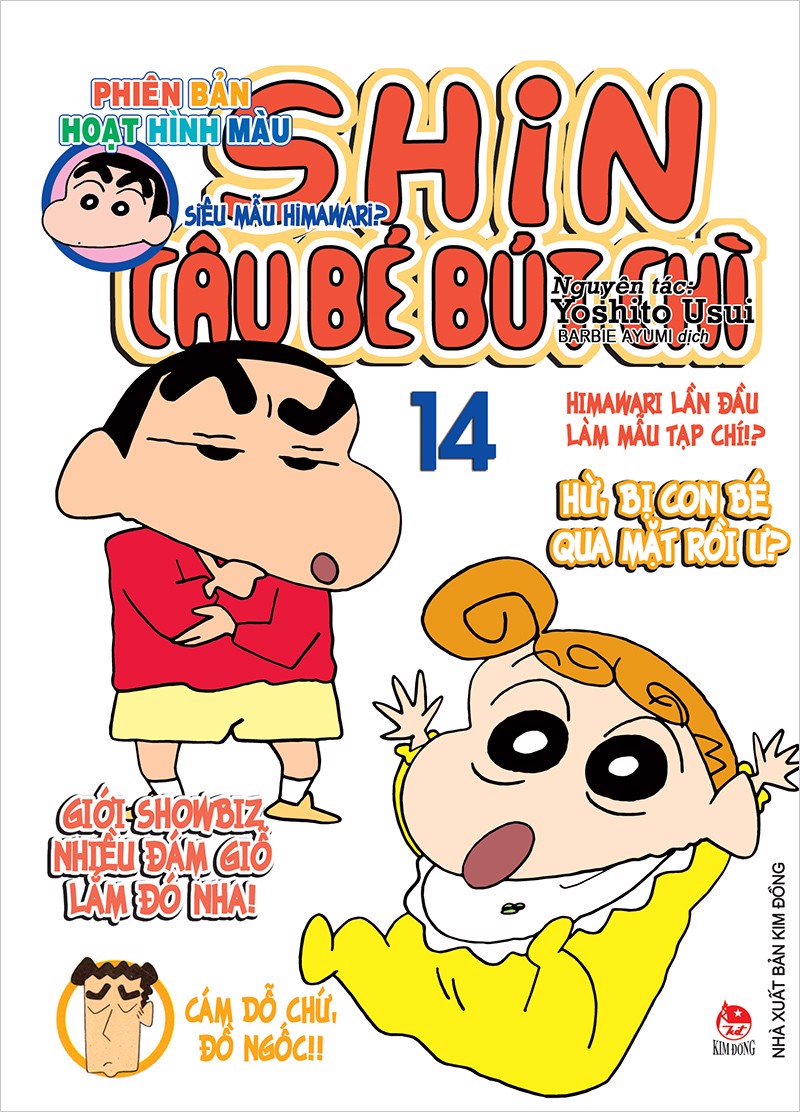 PHIÊN BẢN
HOẠT HÌNH MÀU
SHiN
SIÊU MẪU HIMAWARI?
CẬU BÉ BÚT CHÌ
Nguyên tác:
Yoshito Usui
BARBIE AYUMI dịch
14
HIMAWARI LẦN ĐẦU
LÀM MẪU TẠP CHÍ!?
HỪ, BỊ CON BÉ
QUA MẶT RỒI Ư?
GIỚI SHOWBIZ
NHIỀU ĐÁM GIỖ
LẮM ĐÓ NHA!
CÁM DỖ CHỨ,
ĐỒ NGỐC!!
KIM ĐỒNG
NHÀ XUẤT BẢN KIM ĐỒNG